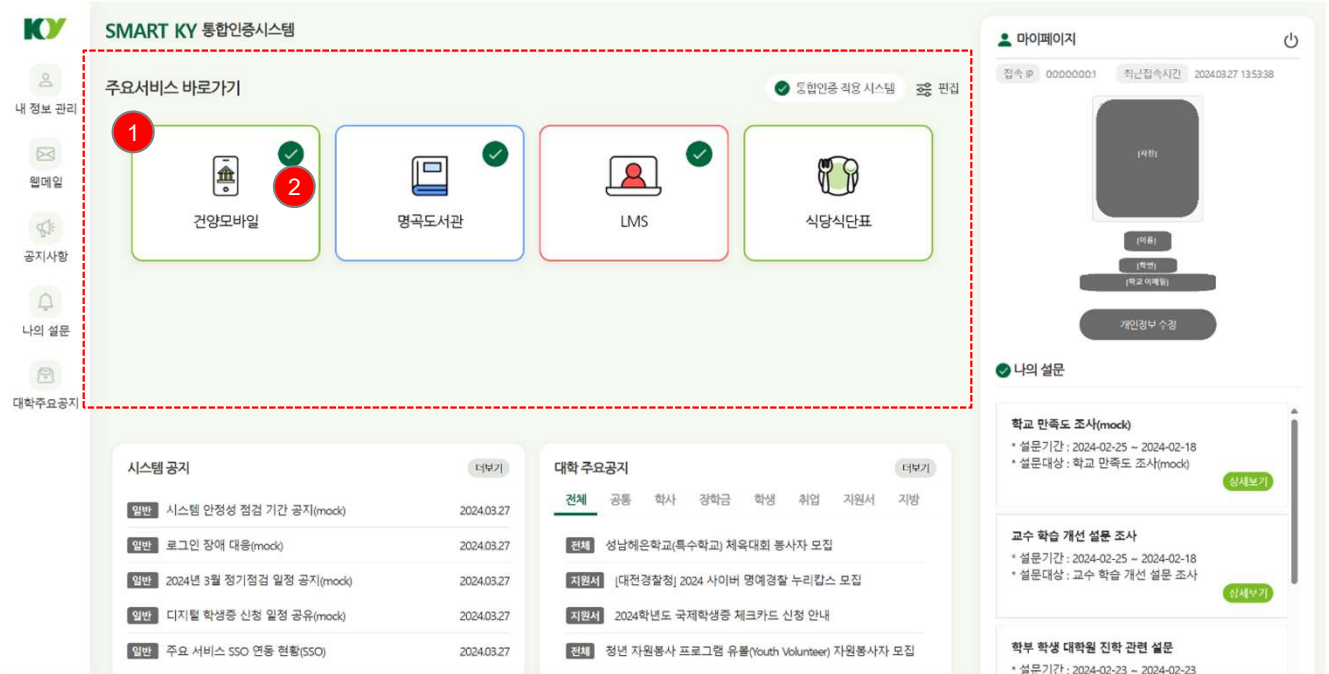 KY
SMART KY 통합인증시스템
내 정보 관리
웹메일
공지사항
나의 설문
대학주요공지
주요서비스 바로가기
통합인증 적용 시스템
편집
1
2
건양모바일
명곡도서관
LMS
식당식단표
시스템 공지
더보기
일반 시스템 안정성 점검 기간 공지(mock) 2024.03.27
일반 로그인 장애 대응(mock) 2024.03.27
일반 2024년 3월 정기점검 일정 공지(mock) 2024.03.27
일반 디지털 학생증 신청 일정 공유(mock) 2024.03.27
일반 주요 서비스 SSO 연동 현황(SSO) 2024.03.27
대학 주요공지
더보기
전체 공통 학사 장학금 학생 취업 지원서 지방
전체 성남혜은학교(특수학교) 체육대회 봉사자 모집
지원서 [대전경찰청] 2024 사이버 명예경찰 누리캅스 모집
지원서 2024학년도 국제학생증 체크카드 신청 안내
전체 청년 자원봉사 프로그램 유볼(Youth Volunteer) 자원봉사자 모집
마이페이지
접속 IP 00000001 최근접속시간 2024.03.27 13:53:38
[사진]
[이름]
[학번]
[학교 이메일]
개인정보 수정
나의 설문
학교 만족도 조사(mock)
* 설문기간 : 2024-02-25 ~ 2024-02-18
* 설문대상 : 학교 만족도 조사(mock)
상세보기
교수 학습 개선 설문 조사
* 설문기간 : 2024-02-25 ~ 2024-02-18
* 설문대상 : 교수 학습 개선 설문 조사
상세보기
학부 학생 대학원 진학 관련 설문
* 설문기간 : 2024-02-23 ~ 2024-02-23